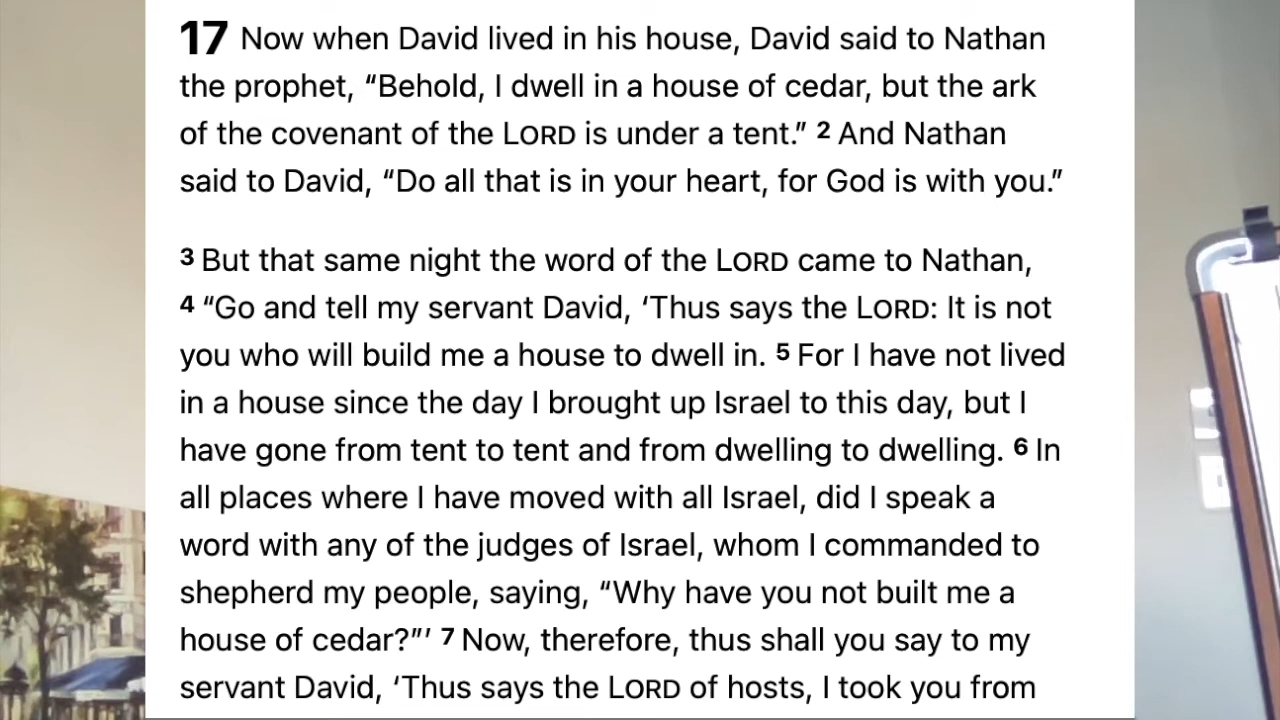 17 Now when David lived in his house, David said to Nathan
the prophet, “Behold, I dwell in a house of cedar, but the ark
of the covenant of the LORD is under a tent.” 2 And Nathan
said to David, “Do all that is in your heart, for God is with you.”
3 But that same night the word of the LORD came to Nathan,
4 “Go and tell my servant David, ‘Thus says the LORD: It is not
you who will build me a house to dwell in. 5 For I have not lived
in a house since the day I brought up Israel to this day, but I
have gone from tent to tent and from dwelling to dwelling. 6 In
all places where I have moved with all Israel, did I speak a
word with any of the judges of Israel, whom I commanded to
shepherd my people, saying, “Why have you not built me a
house of cedar?”’ 7 Now, therefore, thus shall you say to my
servant David, ‘Thus says the LORD of hosts, I took you from